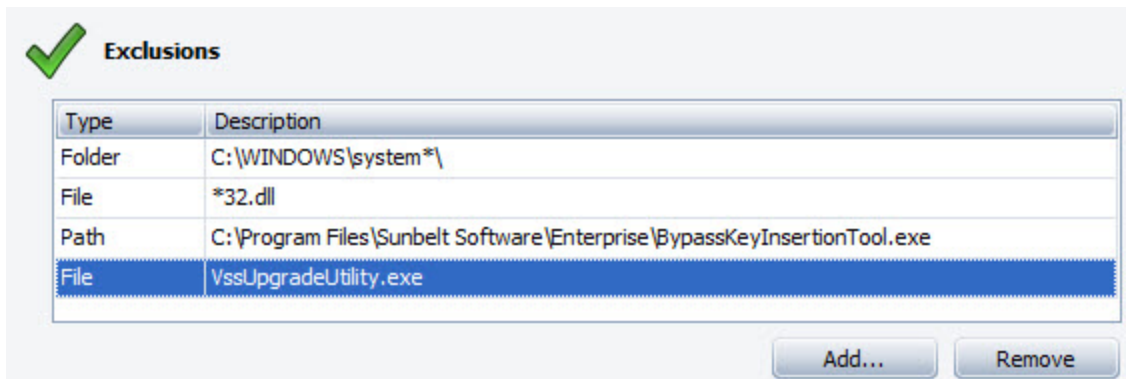 Exclusions
Type Description
Folder C:\WINDOWS\system*\
File *32.dll
Path C:\Program Files\Sunbelt Software\Enterprise\BypassKeyInsertionTool.exe
File VssUpgradeUtility.exe
Add... Remove